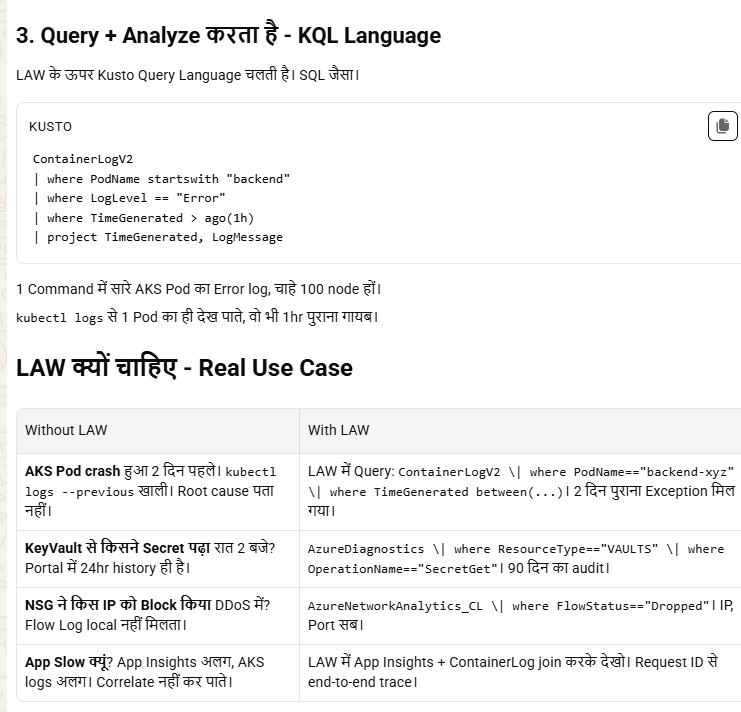 3. Query + Analyze करता है - KQL Language
LAW के ऊपर Kusto Query Language चलती है। SQL जैसा।
KUSTO
ContainerLogV2
| where PodName startswith "backend"
| where LogLevel == "Error"
| where TimeGenerated > ago(1h)
| project TimeGenerated, LogMessage
1 Command में सारे AKS Pod का Error log, चाहे 100 node हों।
kubectl logs से 1 Pod का ही देख पाते, वो भी 1hr पुराना गायब।
LAW क्यों चाहिए - Real Use Case
Without LAW
With LAW
AKS Pod crash हुआ 2 दिन पहले। kubectl
logs --previous खाली। Root cause पता
नहीं।
LAW में Query: ContainerLogV2 \| where PodName=="backend-xyz"
\| where TimeGenerated between(...)। 2 दिन पुराना Exception मिल
गया।
KeyVault से किसने Secret पढ़ा रात 2 बजे?
Portal में 24hr history ही है।
AzureDiagnostics \| where ResourceType=="VAULTS" \| where
OperationName=="SecretGet"। 90 दिन का audit।
NSG ने किस IP को Block किया DDoS में?
Flow Log local नहीं मिलता।
AzureNetworkAnalytics_CL \| where FlowStatus=="Dropped"। IP,
Port सब।
App Slow क्यूं? App Insights अलग, AKS
logs अलग। Correlate नहीं कर पाते।
LAW में App Insights + ContainerLog join करके देखो। Request ID से
end-to-end trace।